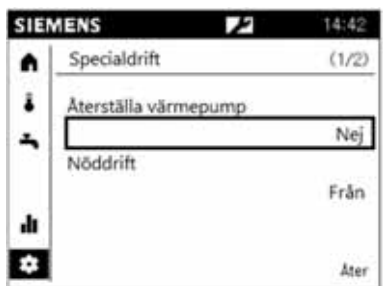 SIEMENS 14:42
Specialdrift (1/2)
Återställa värmepump
Nej
Nöddrift
Från
Åter